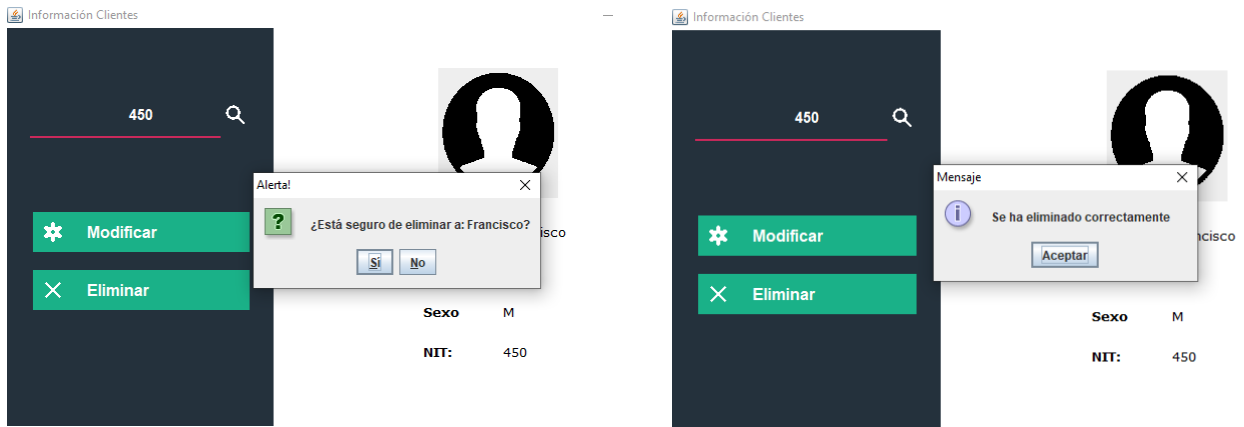 Información Clientes
450
Alerta!
¿Está seguro de eliminar a: Francisco?
isco
Sí No
Modificar
Eliminar
Sexo M
NIT: 450
Información Clientes
450
Mensaje
Se ha eliminado correctamente
ncisco
Aceptar
Modificar
Eliminar
Sexo M
NIT: 450